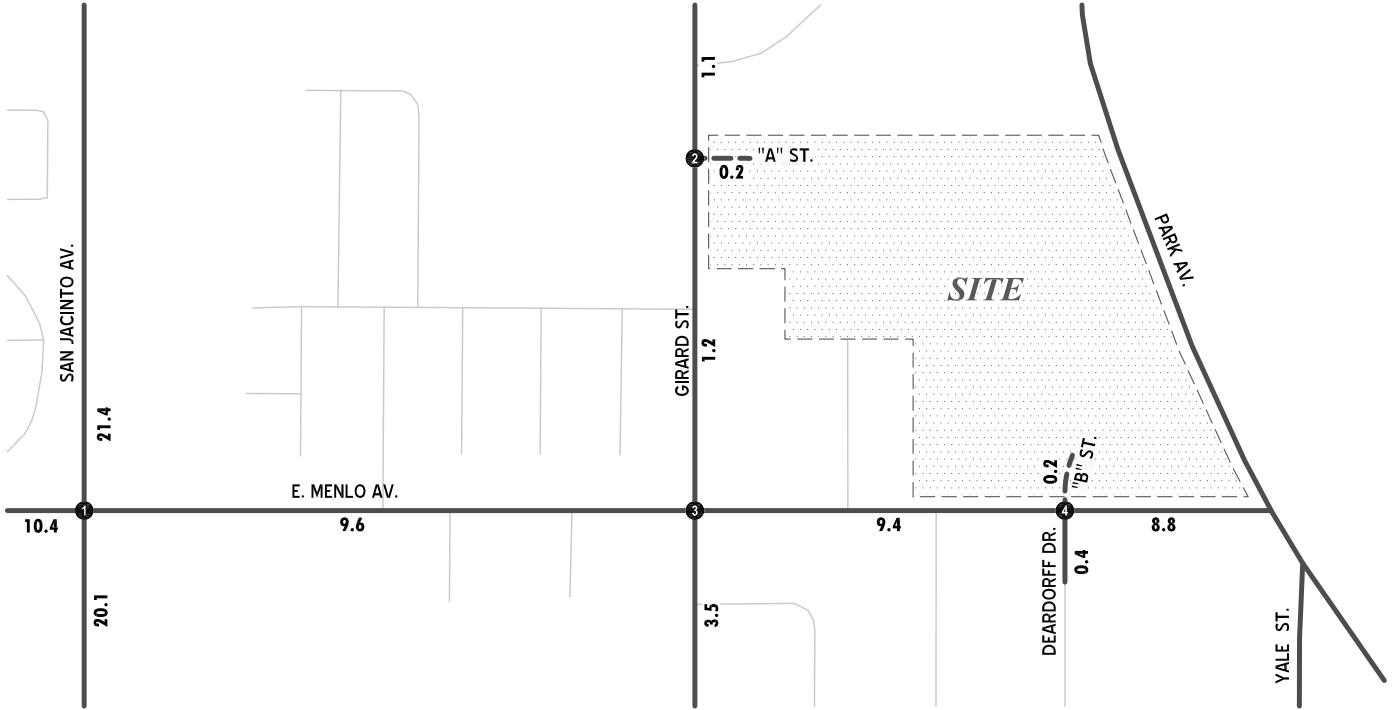 1.1
2
"A" ST.
0.2
SAN JACINTO AV.
PARK AV.
SITE
GIRARD ST.
1.2
21.4
0.2
"B" ST.
E. MENLO AV.
1
3
4
10.4
9.6
9.4
8.8
DEARDORFF DR.
0.4
20.1
3.5
YALE ST.